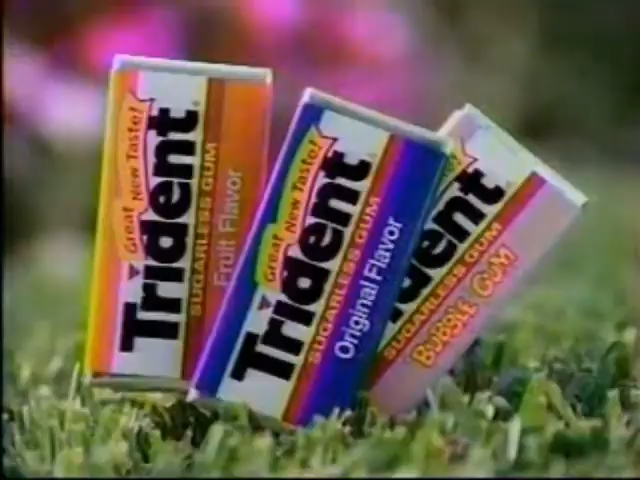 Great New Taste!
Trident
SUGARLESS GUM
Fruit Flavor
Great New Taste!
Trident
SUGARLESS GUM
Original Flavor
dent
SUGARLESS GUM
BUBBLE GUM